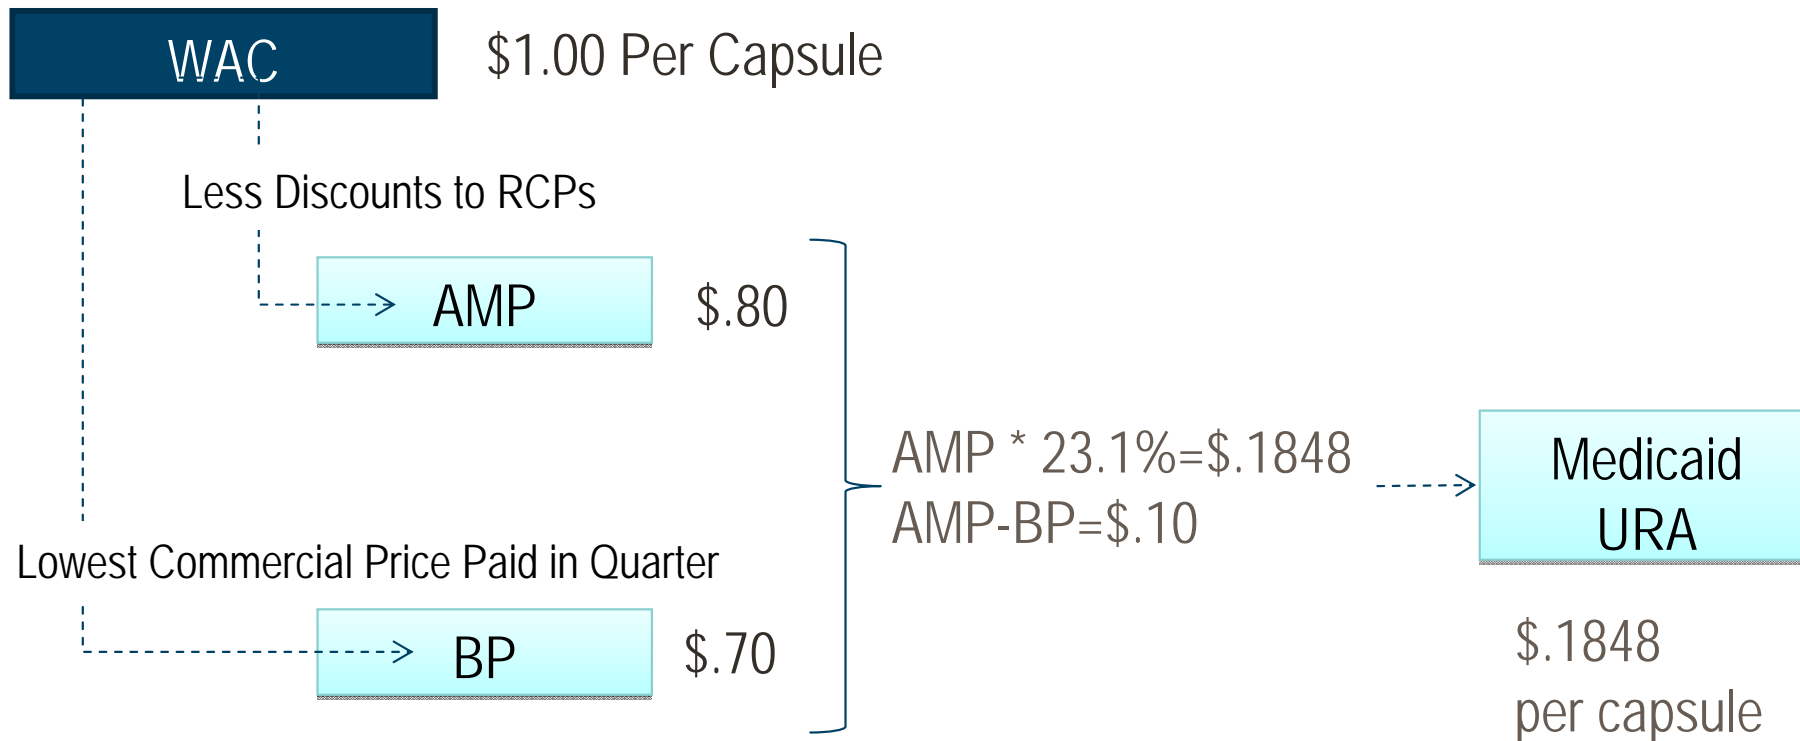 WAC
$1.00 Per Capsule
Less Discounts to RCPs
AMP
$.80
Lowest Commercial Price Paid in Quarter
BP
$.70
AMP * 23.1%=$.1848
AMP-BP=$.10
Medicaid
URA
$.1848
per capsule